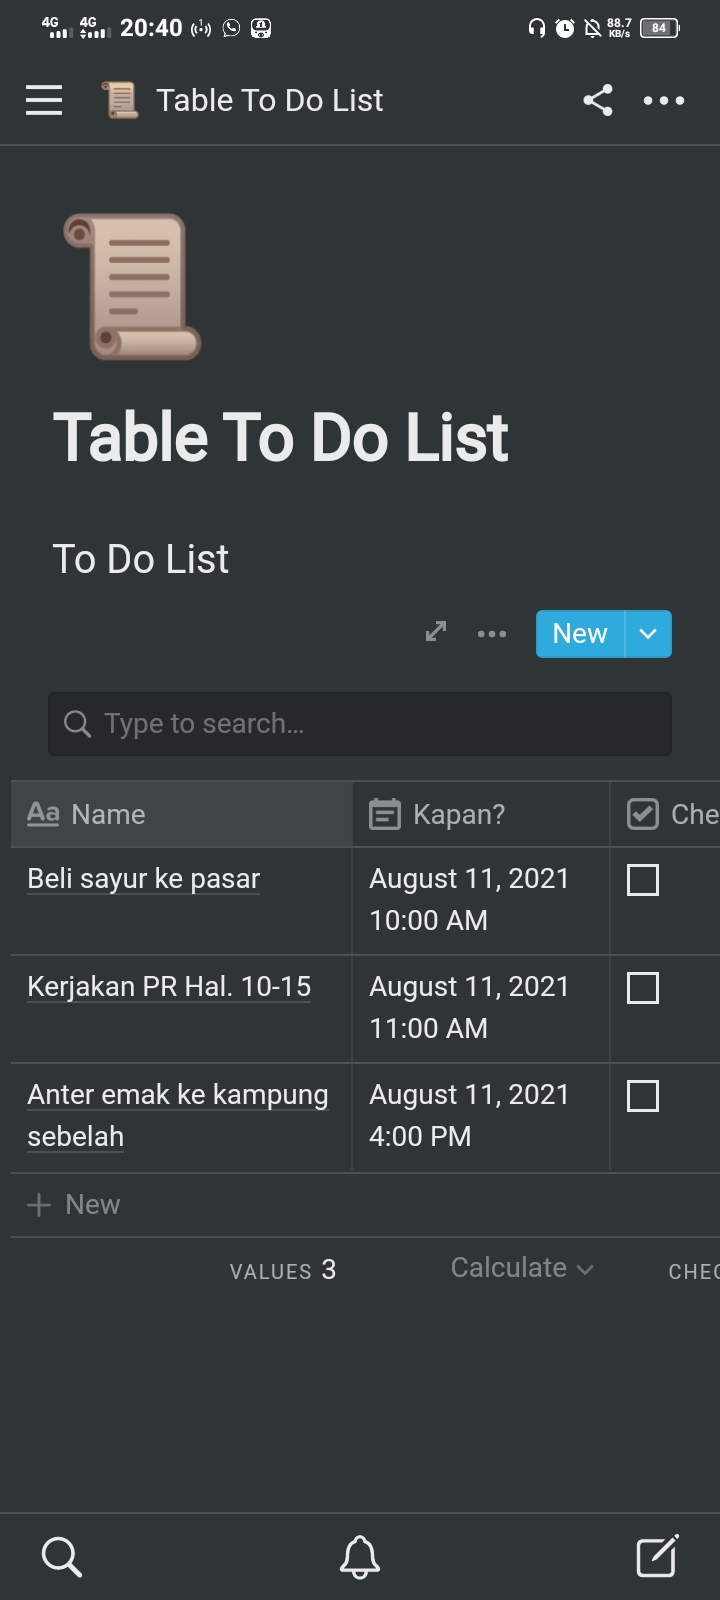 4G 4G 20:40 1 88.7 KB/s 84
Table To Do List
Table To Do List
To Do List
New
Type to search...
Aa Name Kapan? Che
Beli sayur ke pasar August 11, 2021
10:00 AM
Kerjakan PR Hal. 10-15 August 11, 2021
11:00 AM
Anter emak ke kampung August 11, 2021
sebelah 4:00 PM
+ New
VALUES 3 Calculate CHEC